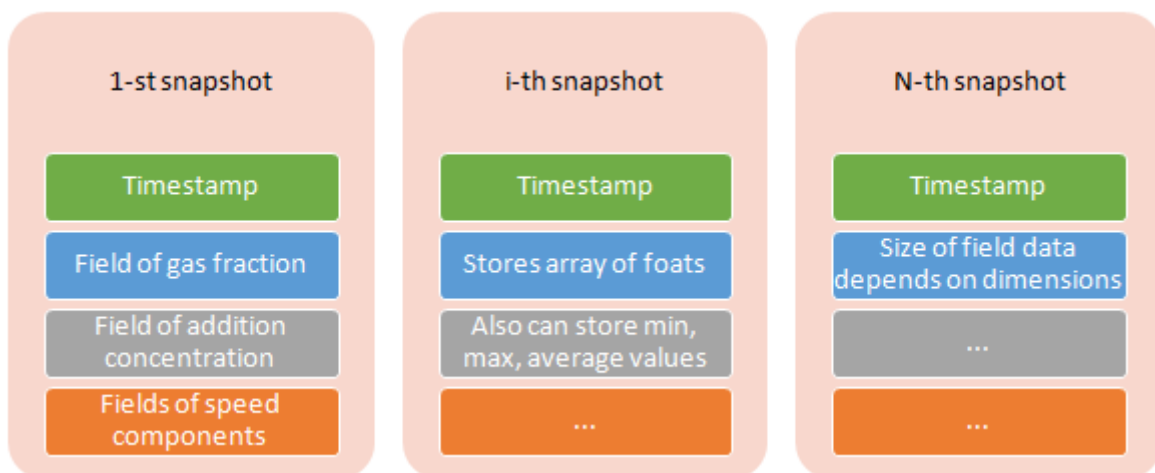 1-st snapshot
Timestamp
Field of gas fraction
Field of addition
concentration
Fields of speed
components
i-th snapshot
Timestamp
Stores array of foats
Also can store min,
max, average values
...
N-th snapshot
Timestamp
Size of field data
depends on dimensions
...
...